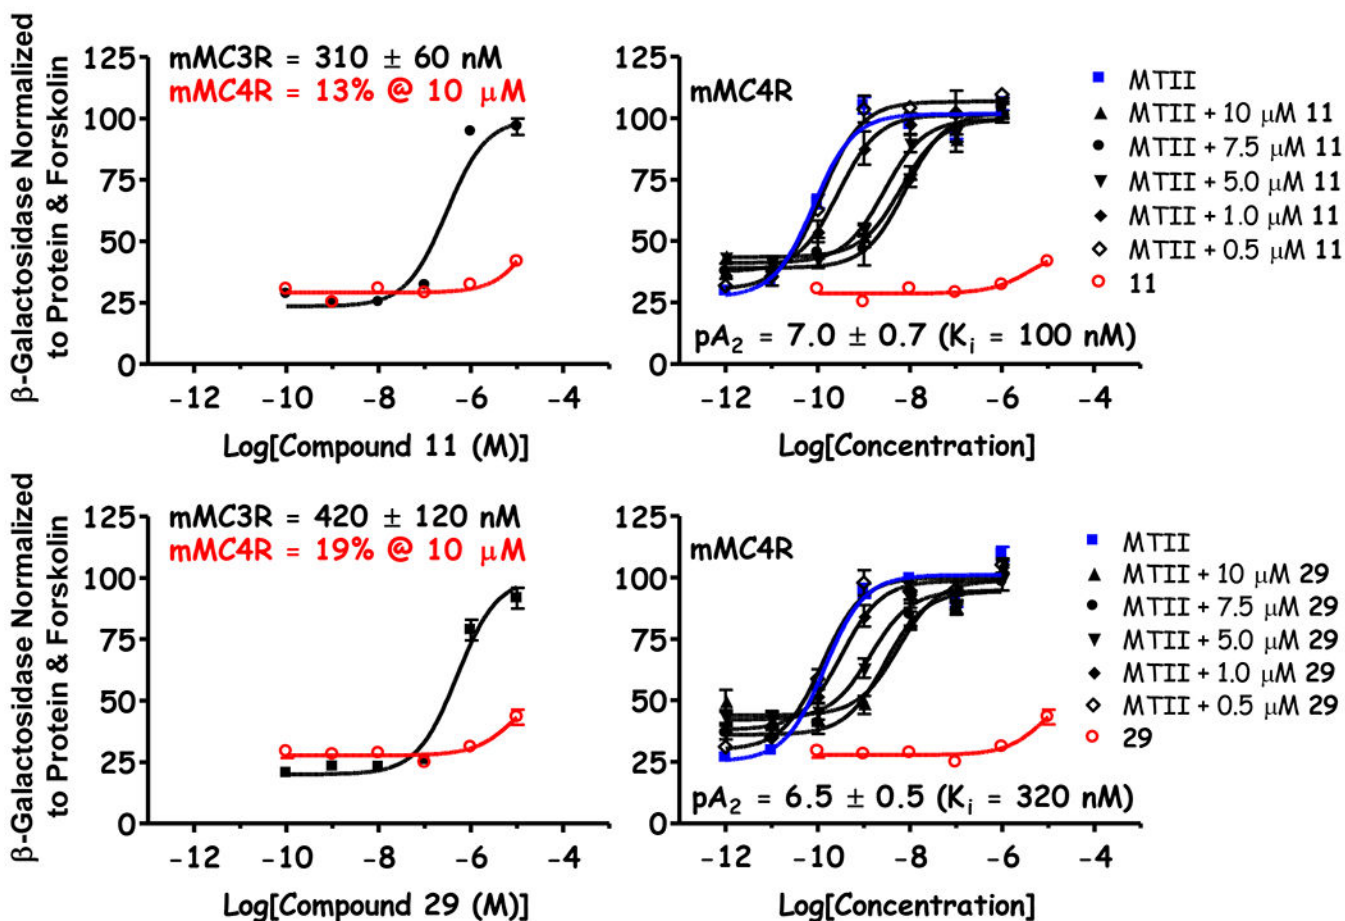 β-Galactosidase Normalized
to Protein & Forskolin
125
100
75
50
25
0
mMC3R = 310 ± 60 nM
mMC4R = 13% @ 10 μM
-12
-10
-8
-6
-4
Log[Compound 11 (M)]
125
100
75
50
25
0
mMC4R
pA2 = 7.0 ± 0.7 (Ki = 100 nM)
-12
-10
-8
-6
-4
Log[Concentration]
MTII
MTII + 10 μM 11
MTII + 7.5 μM 11
MTII + 5.0 μM 11
MTII + 1.0 μM 11
MTII + 0.5 μM 11
11
β-Galactosidase Normalized
to Protein & Forskolin
125
100
75
50
25
0
mMC3R = 420 ± 120 nM
mMC4R = 19% @ 10 μM
-12
-10
-8
-6
-4
Log[Compound 29 (M)]
125
100
75
50
25
0
mMC4R
pA2 = 6.5 ± 0.5 (Ki = 320 nM)
-12
-10
-8
-6
-4
Log[Concentration]
MTII
MTII + 10 μM 29
MTII + 7.5 μM 29
MTII + 5.0 μM 29
MTII + 1.0 μM 29
MTII + 0.5 μM 29
29